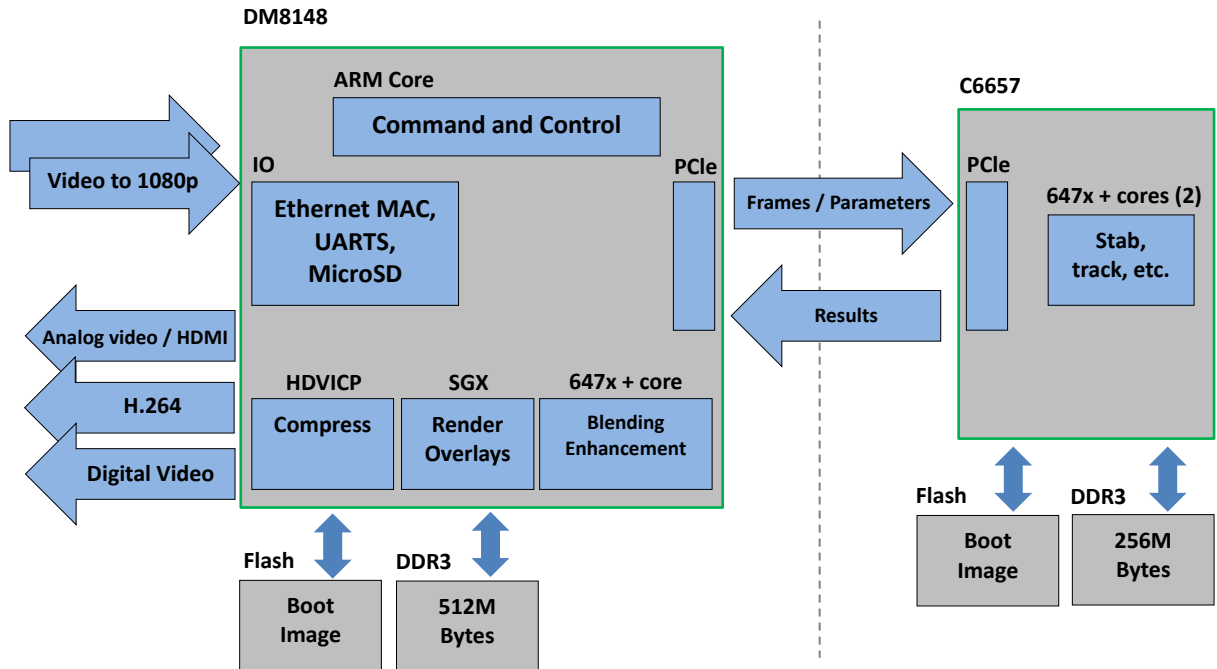 DM8148
ARM Core
Command and Control
IO
Ethernet MAC,
UARTS,
MicroSD
PCIe
Video to 1080p
Analog video / HDMI
H.264
Digital Video
HDVICP
Compress
SGX
Render
Overlays
647x + core
Blending
Enhancement
Flash
Boot
Image
DDR3
512M
Bytes
Frames / Parameters
Results
C6657
PCIe
647x + cores (2)
Stab,
track, etc.
Flash
Boot
Image
DDR3
256M
Bytes